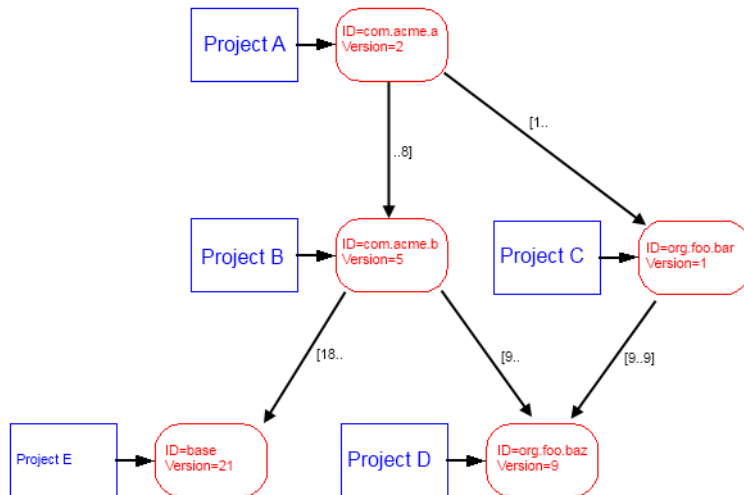 Project A
ID=com.acme.a
Version=2
[1..
..8]
Project B
ID=com.acme.b
Version=5
Project C
ID=org.foo.bar
Version=1
[18..
[9..
[9..9]
Project E
ID=base
Version=21
Project D
ID=org.foo.baz
Version=9